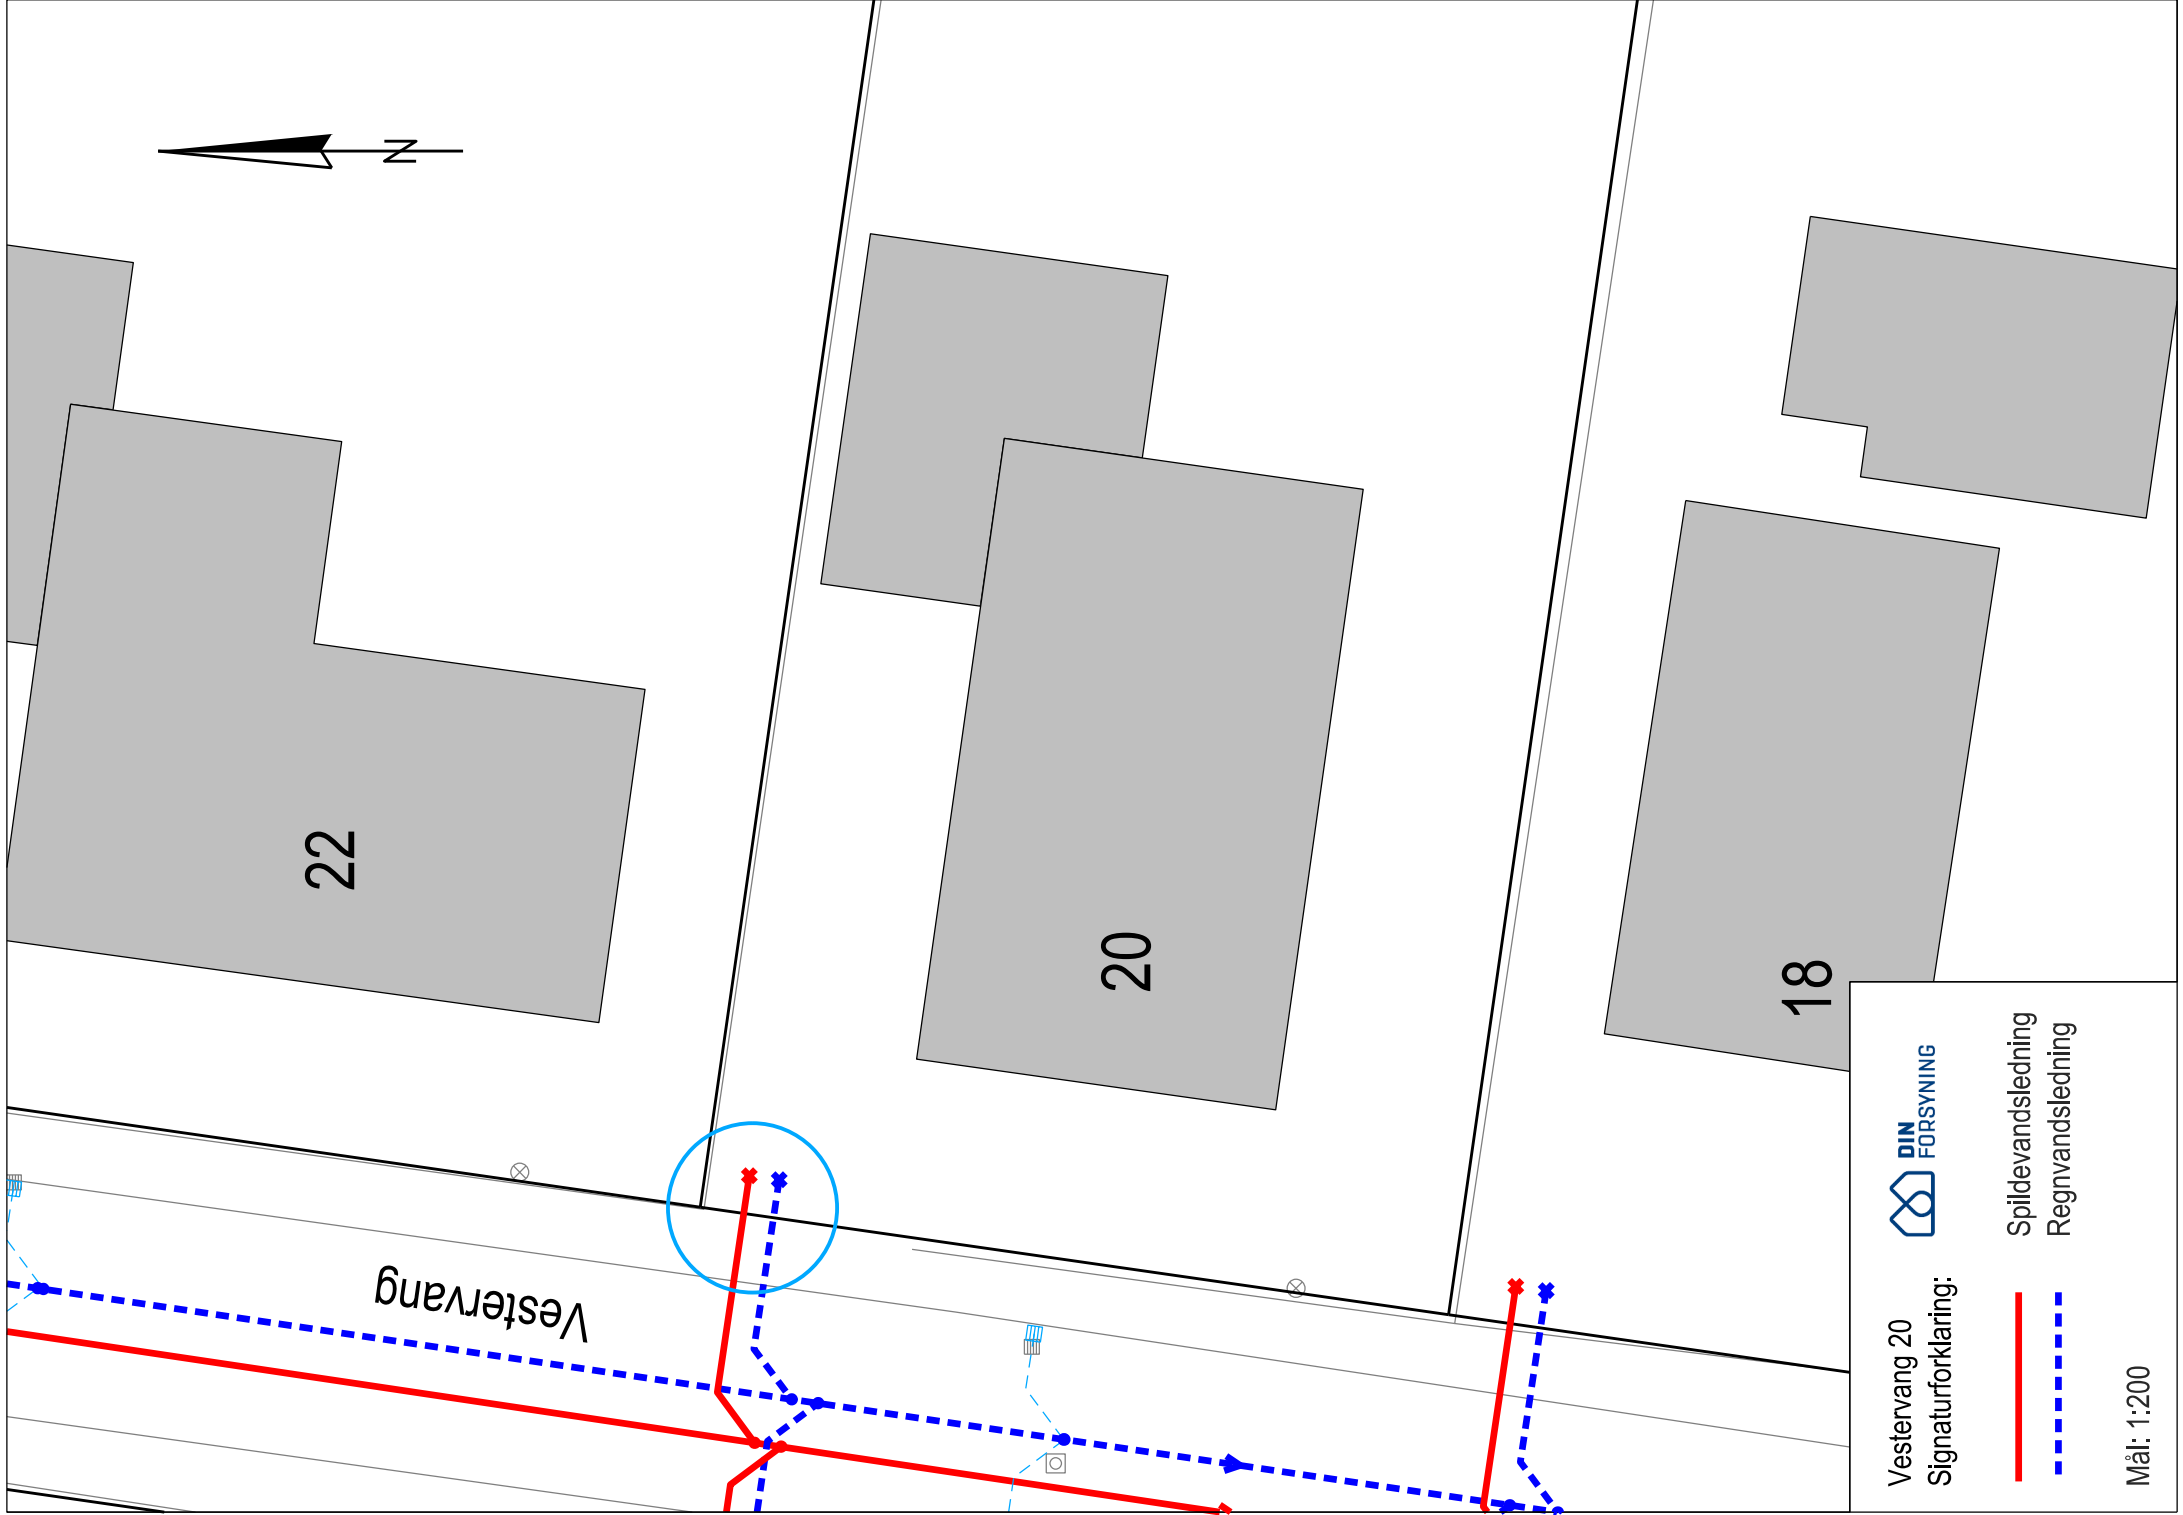 N
22
20
18
Vestervang
DIN
FORSYNING
Vestervang 20
Signaturforklaring:
Spildevandsledning
Regnvandsledning
Mål: 1:200